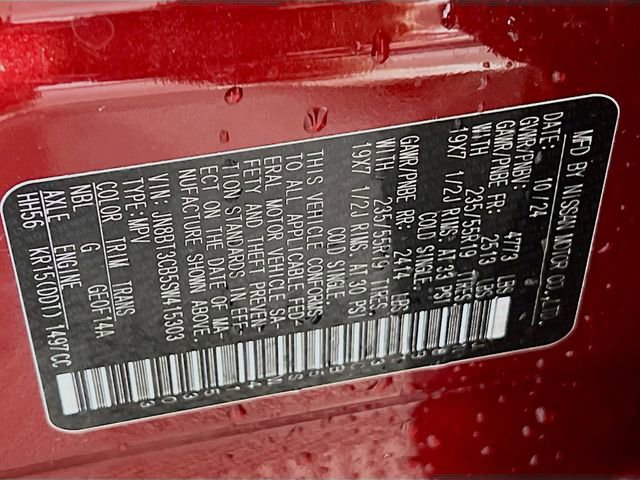 MFD BY NISSAN MOTOR CO.,LTD.
DATE: 10/24
GVWR/PNBV: 4773 LBS
GAWR/PNBE FR: 2513 LBS
WITH 235/55R19 TIRES
19X7 1/2J RIMS AT 33 PSI
COLD SINGLE
GAWR/PNBE RR: 2414 LBS
WITH 235/55R19 TIRES,
19X7 1/2J RIMS AT 30 PSI
COLD SINGLE
THIS VEHICLE CONFORMS
TO ALL APPLICABLE FED-
ERAL MOTOR VEHICLE SA-
FETY AND THEFT PREVEN-
TION STANDARDS IN EFF-
ECT ON THE DATE OF MA-
NUFACTURE SHOWN ABOVE.
VIN: JN8BT3CB5SW415303
TYPE: MPV
COLOR TRIM TRANS
NBL G GE0F14A
AXLE ENGINE
HH56 KR15(DDT) 1497CC